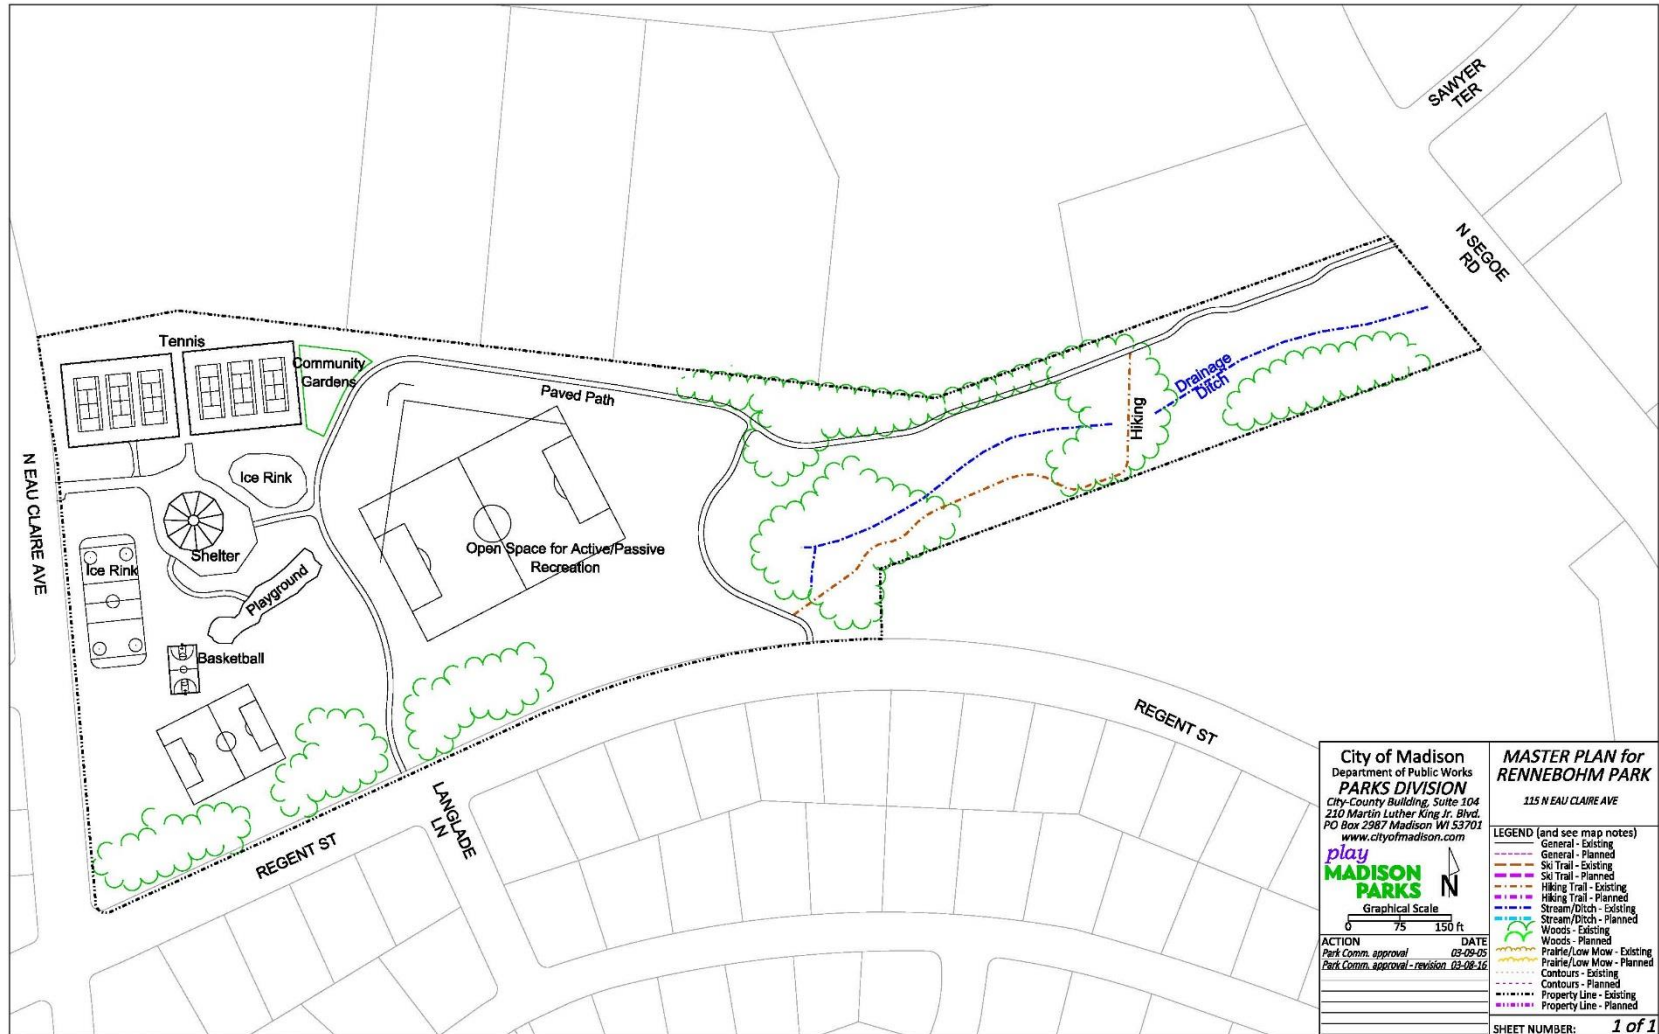 SAWYER
TER
N SEGOE
RD
Tennis
Community
Gardens
Paved Path
Drainage
Ditch
Hiking
N EAU CLAIRE AVE
Ice Rink
Shelter
Open Space for Active/Passive
Recreation
Ice Rink
Playground
Basketball
REGENT ST
LANGLADE
LN
REGENT ST
City of Madison
Department of Public Works
PARKS DIVISION
City-County Building, Suite 104
210 Martin Luther King Jr. Blvd.
PO Box 2987 Madison WI 53701
www.cityofmadison.com
play
MADISON
PARKS
N
Graphical Scale
0 75 150 ft
ACTION DATE
Park Comm. approval 03-09-05
Park Comm. approval - revision 03-08-16
MASTER PLAN for
RENNEBOHM PARK
115 N EAU CLAIRE AVE
LEGEND (and see map notes)
General - Existing
General - Planned
Ski Trail - Existing
Ski Trail - Planned
Hiking Trail - Existing
Hiking Trail - Planned
Stream/Ditch - Existing
Stream/Ditch - Planned
Woods - Existing
Woods - Planned
Prairie/Low Mow - Existing
Prairie/Low Mow - Planned
Contours - Existing
Contours - Planned
Property Line - Existing
Property Line - Planned
SHEET NUMBER: 1 of 1